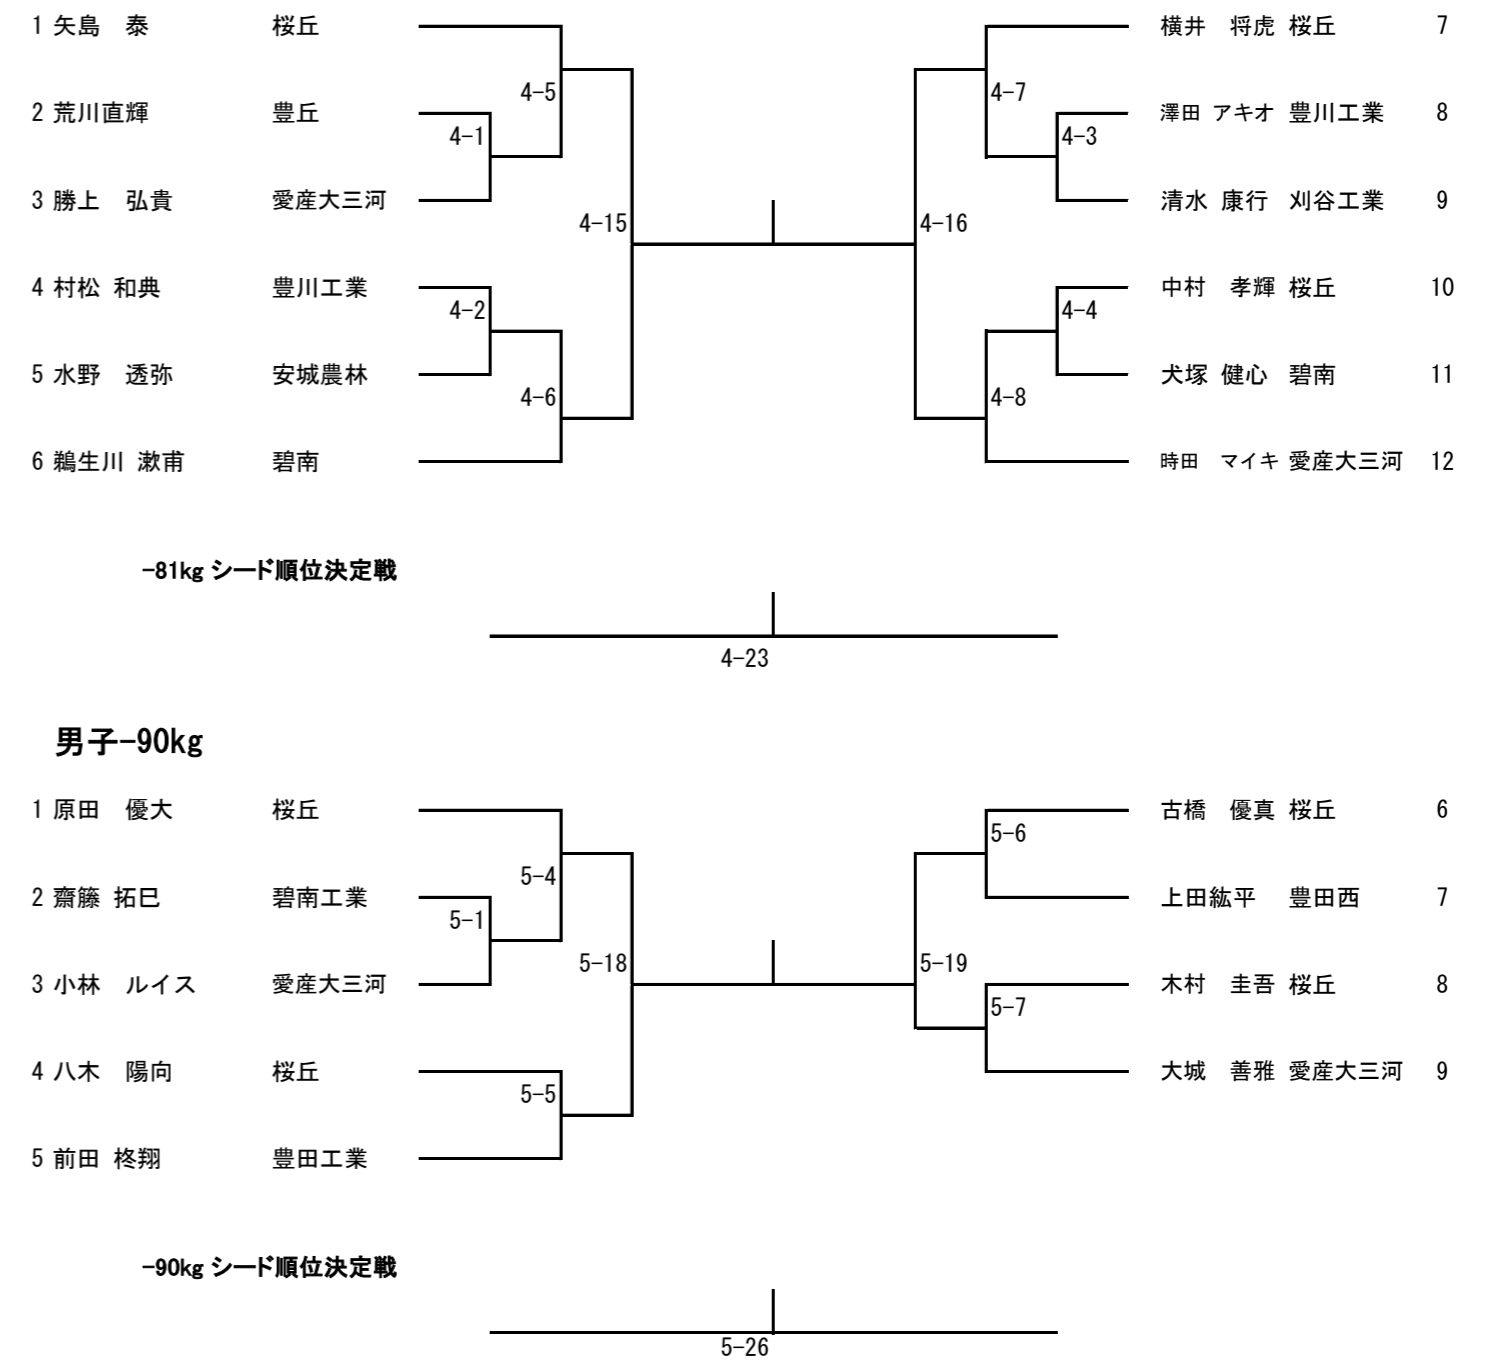 1 矢島　泰 桜丘 横井　将虎 桜丘 7
4-5 4-7
2 荒川直輝 豊丘 澤田 アキオ 豊川工業 8
4-1 4-3
3 勝上　弘貴 愛産大三河 清水 康行 刈谷工業 9
4-15 4-16
4 村松 和典 豊川工業 中村　孝輝 桜丘 10
4-2 4-4
5 水野　透弥 安城農林 犬塚 健心 碧南 11
4-6 4-8
6 鵜生川 漱甫 碧南 時田　マイキ 愛産大三河 12
-81kg シード順位決定戦
4-23
男子-90kg
1 原田　優大 桜丘 古橋　優真 桜丘 6
5-6
5-4
2 齋籐 拓巳 碧南工業 上田紘平 豊田西 7
5-1
5-18 5-19
3 小林　ルイス 愛産大三河 木村　圭吾 桜丘 8
5-7
4 八木　陽向 桜丘 大城　善雅 愛産大三河 9
5-5
5 前田 柊翔 豊田工業
-90kg シード順位決定戦
5-26